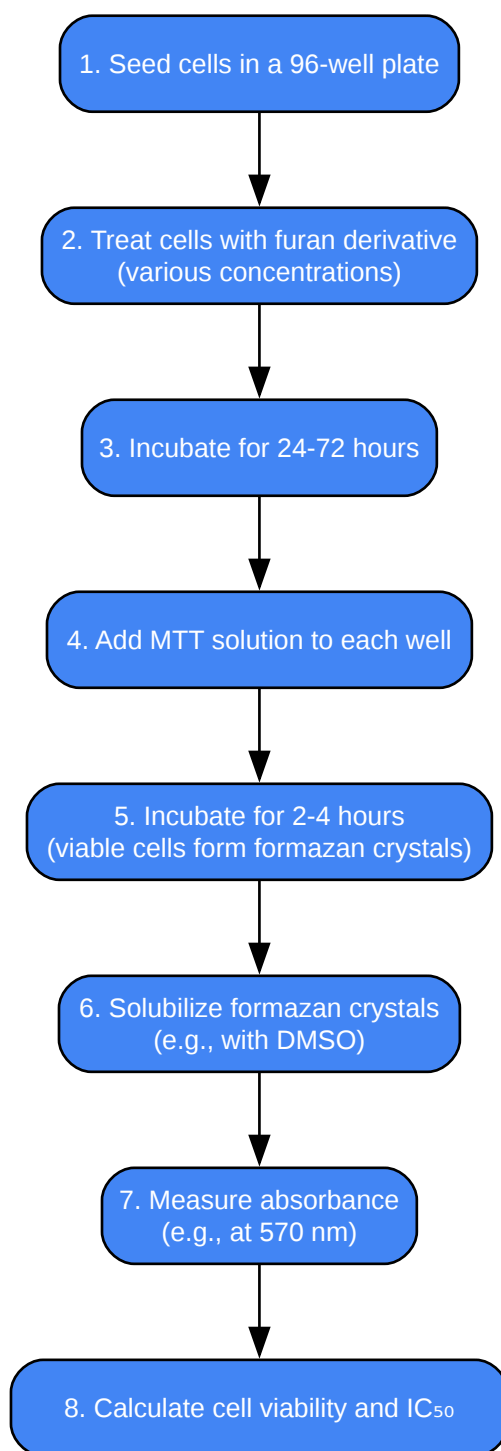 1. Seed cells in a 96-well plate
2. Treat cells with furan derivative
(various concentrations)
3. Incubate for 24-72 hours
4. Add MTT solution to each well
5. Incubate for 2-4 hours
(viable cells form formazan crystals)
6. Solubilize formazan crystals
(e.g., with DMSO)
7. Measure absorbance
(e.g., at 570 nm)
8. Calculate cell viability and IC₅₀